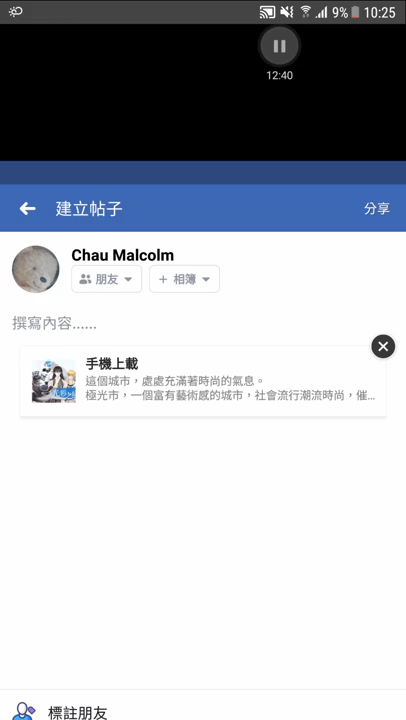 9% 10:25
12:40
建立帖子
分享
Chau Malcolm
朋友
+ 相簿
撰寫內容......
手機上載
這個城市，處處充滿著時尚的氣息。
極光市，一個富有藝術感的城市，社會流行潮流時尚，催...
標註朋友